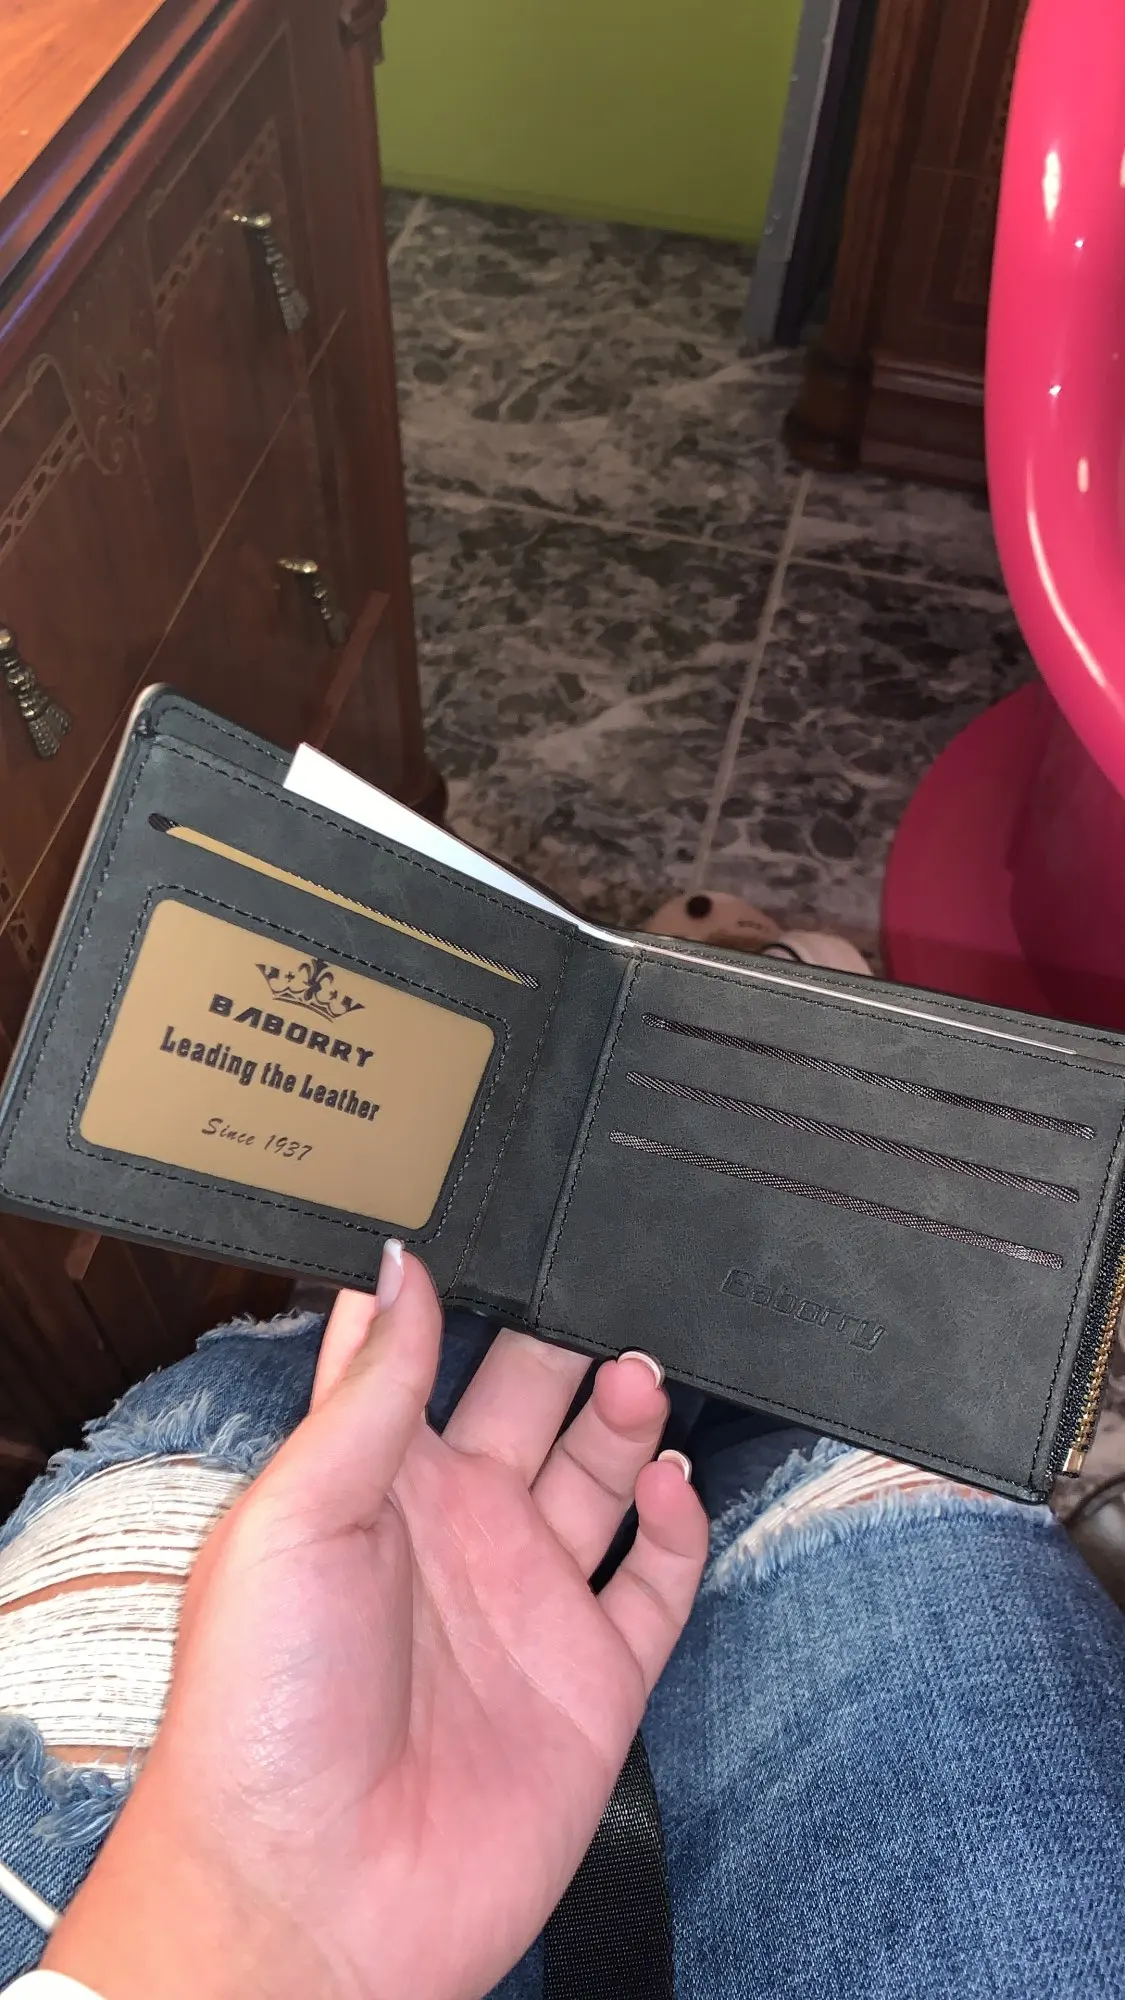 BABORRY
Leading the Leather
Since 1937
Baborry